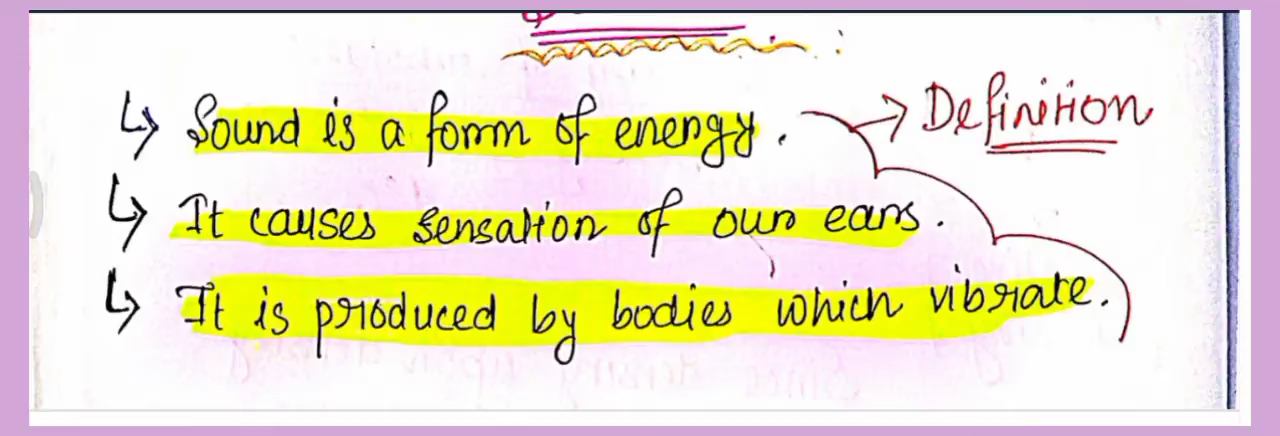 ↳ Sound is a form of energy. → Definition
↳ It causes sensation of our ears.
↳ It is produced by bodies which vibrate.